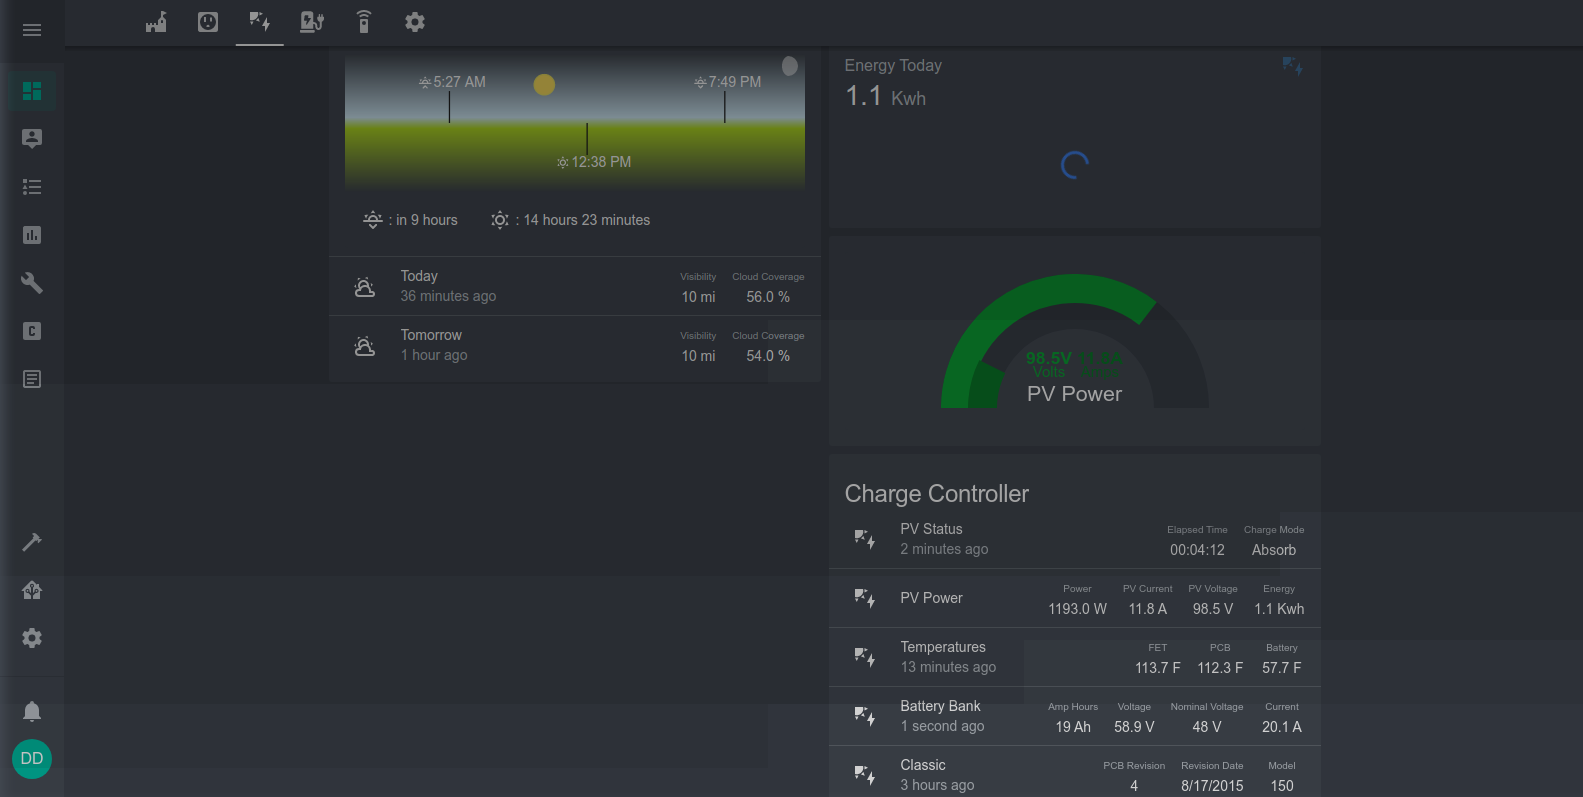 5:27 AM
7:49 PM
12:38 PM
: in 9 hours
: 14 hours 23 minutes
Today
36 minutes ago
Visibility
10 mi
Cloud Coverage
56.0 %
Tomorrow
1 hour ago
Visibility
10 mi
Cloud Coverage
54.0 %
C
DD
Energy Today
1.1 Kwh
98.5V 11.8A
Volts Amps
PV Power
Charge Controller
PV Status
2 minutes ago
Elapsed Time
00:04:12
Charge Mode
Absorb
PV Power
Power
1193.0 W
PV Current
11.8 A
PV Voltage
98.5 V
Energy
1.1 Kwh
Temperatures
13 minutes ago
FET
113.7 F
PCB
112.3 F
Battery
57.7 F
Battery Bank
1 second ago
Amp Hours
19 Ah
Voltage
58.9 V
Nominal Voltage
48 V
Current
20.1 A
Classic
3 hours ago
PCB Revision
4
Revision Date
8/17/2015
Model
150